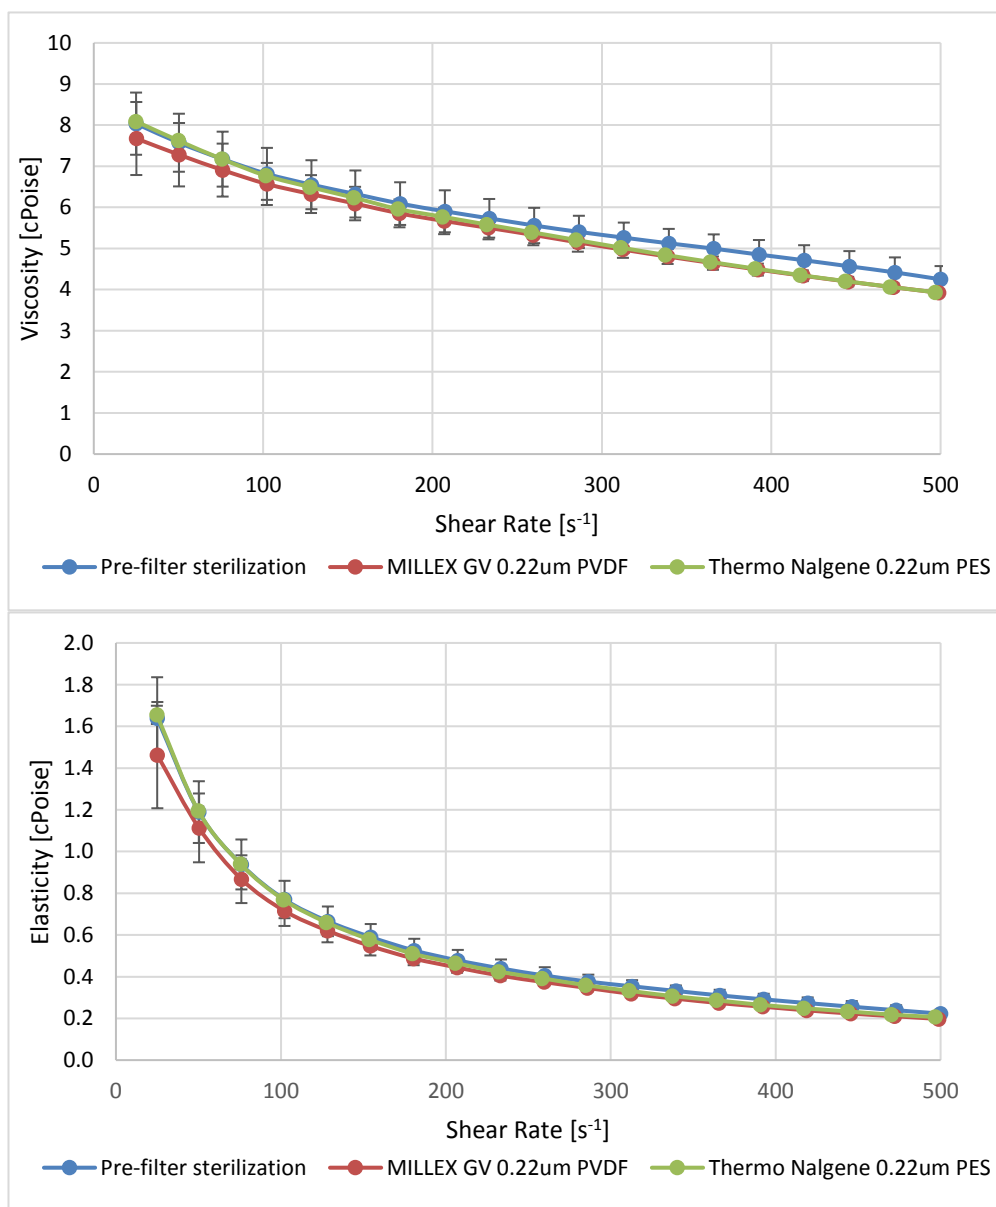 10
9
8
7
6
5
4
3
2
1
0
Viscosity [cPoise]
0 100 200 300 400 500
Shear Rate [s⁻¹]
Pre-filter sterilization MILLEX GV 0.22um PVDF Thermo Nalgene 0.22um PES
2.0
1.8
1.6
1.4
1.2
1.0
0.8
0.6
0.4
0.2
0.0
Elasticity [cPoise]
0 100 200 300 400 500
Shear Rate [s⁻¹]
Pre-filter sterilization MILLEX GV 0.22um PVDF Thermo Nalgene 0.22um PES